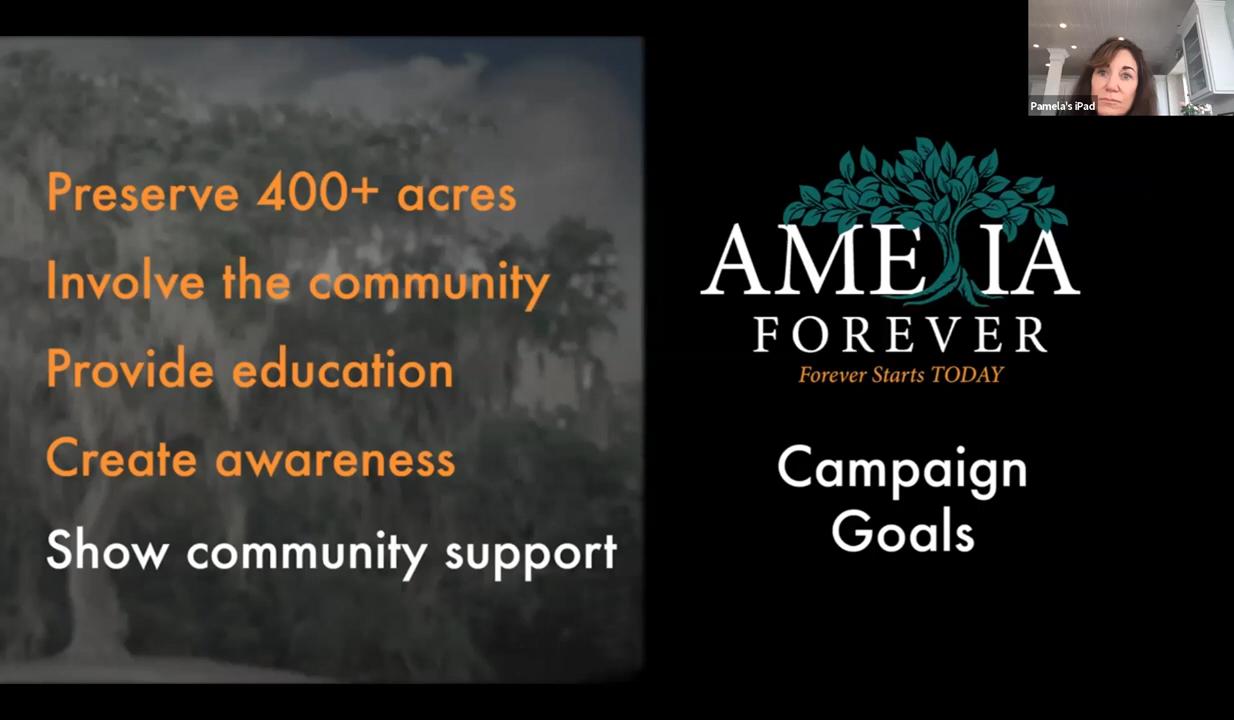 Preserve 400+ acres
Involve the community
Provide education
Create awareness
Show community support
Pamela's iPad
AMELIA
FOREVER
Forever Starts TODAY
Campaign
Goals